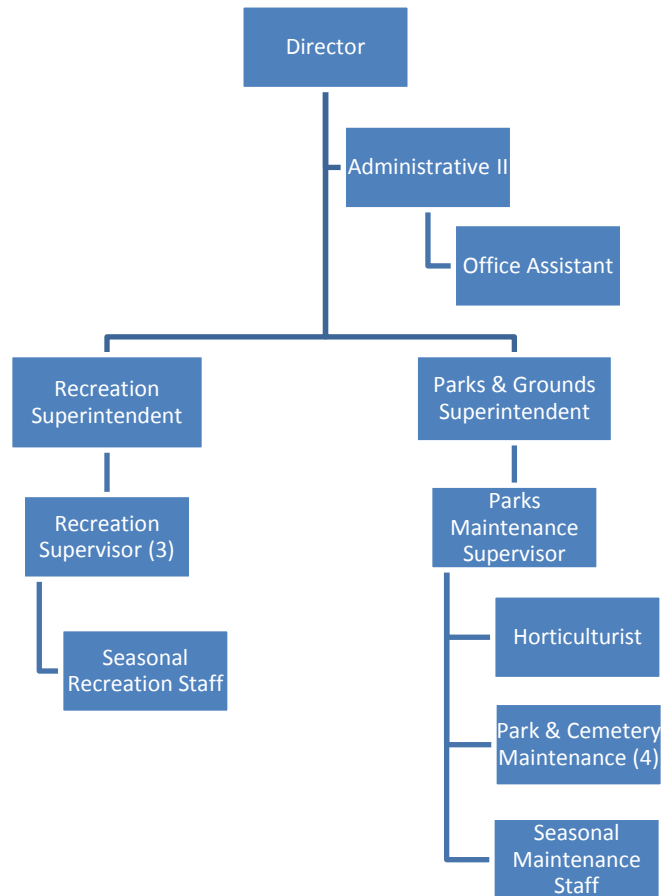 Director
Administrative II
Office Assistant
Recreation
Superintendent
Parks & Grounds
Superintendent
Recreation
Supervisor (3)
Parks
Maintenance
Supervisor
Seasonal
Recreation Staff
Horticulturist
Park & Cemetery
Maintenance (4)
Seasonal
Maintenance
Staff